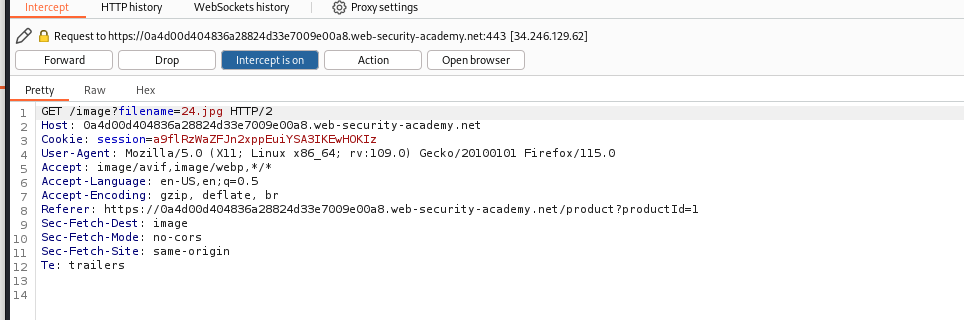 Intercept HTTP history WebSockets history Proxy settings
Request to https://0a4d00d404836a28824d33e7009e00a8.web-security-academy.net:443 [34.246.129.62]
Forward Drop Intercept is on Action Open browser
Pretty Raw Hex
1 GET /image?filename=24.jpg HTTP/2
2 Host: 0a4d00d404836a28824d33e7009e00a8.web-security-academy.net
3 Cookie: session=a9flRzWaZFJn2xppEuiYSA3IKEwHOKIz
4 User-Agent: Mozilla/5.0 (X11; Linux x86_64; rv:109.0) Gecko/20100101 Firefox/115.0
5 Accept: image/avif,image/webp,*/*
6 Accept-Language: en-US,en;q=0.5
7 Accept-Encoding: gzip, deflate, br
8 Referer: https://0a4d00d404836a28824d33e7009e00a8.web-security-academy.net/product?productId=1
9 Sec-Fetch-Dest: image
10 Sec-Fetch-Mode: no-cors
11 Sec-Fetch-Site: same-origin
12 Te: trailers
13
14